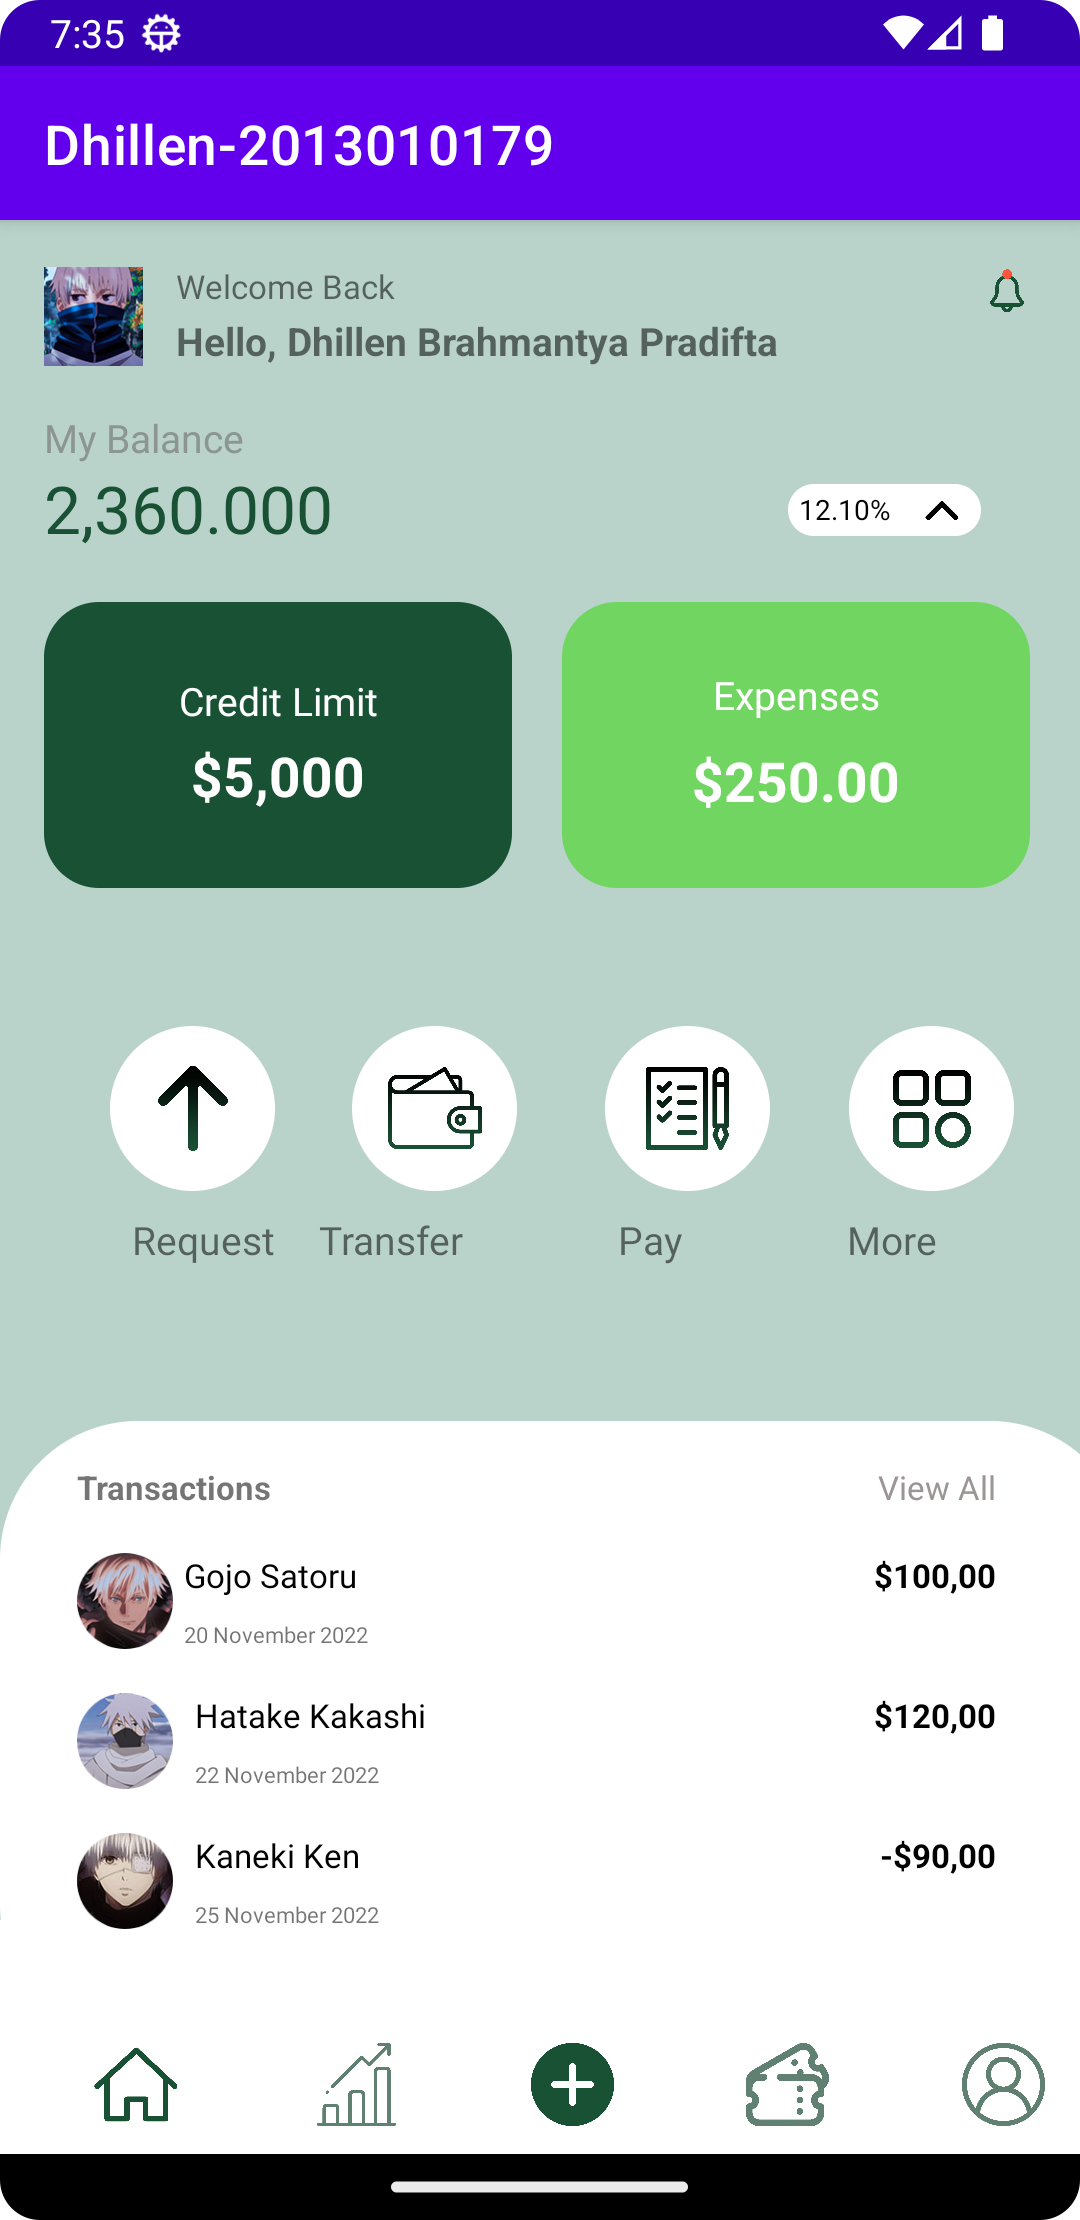 7:35
Dhillen-2013010179
Welcome Back
Hello, Dhillen Brahmantya Pradifta
My Balance
2,360.000
12.10%
Credit Limit
$5,000
Expenses
$250.00
Request
Transfer
Pay
More
Transactions
View All
Gojo Satoru
$100,00
20 November 2022
Hatake Kakashi
$120,00
22 November 2022
Kaneki Ken
-$90,00
25 November 2022